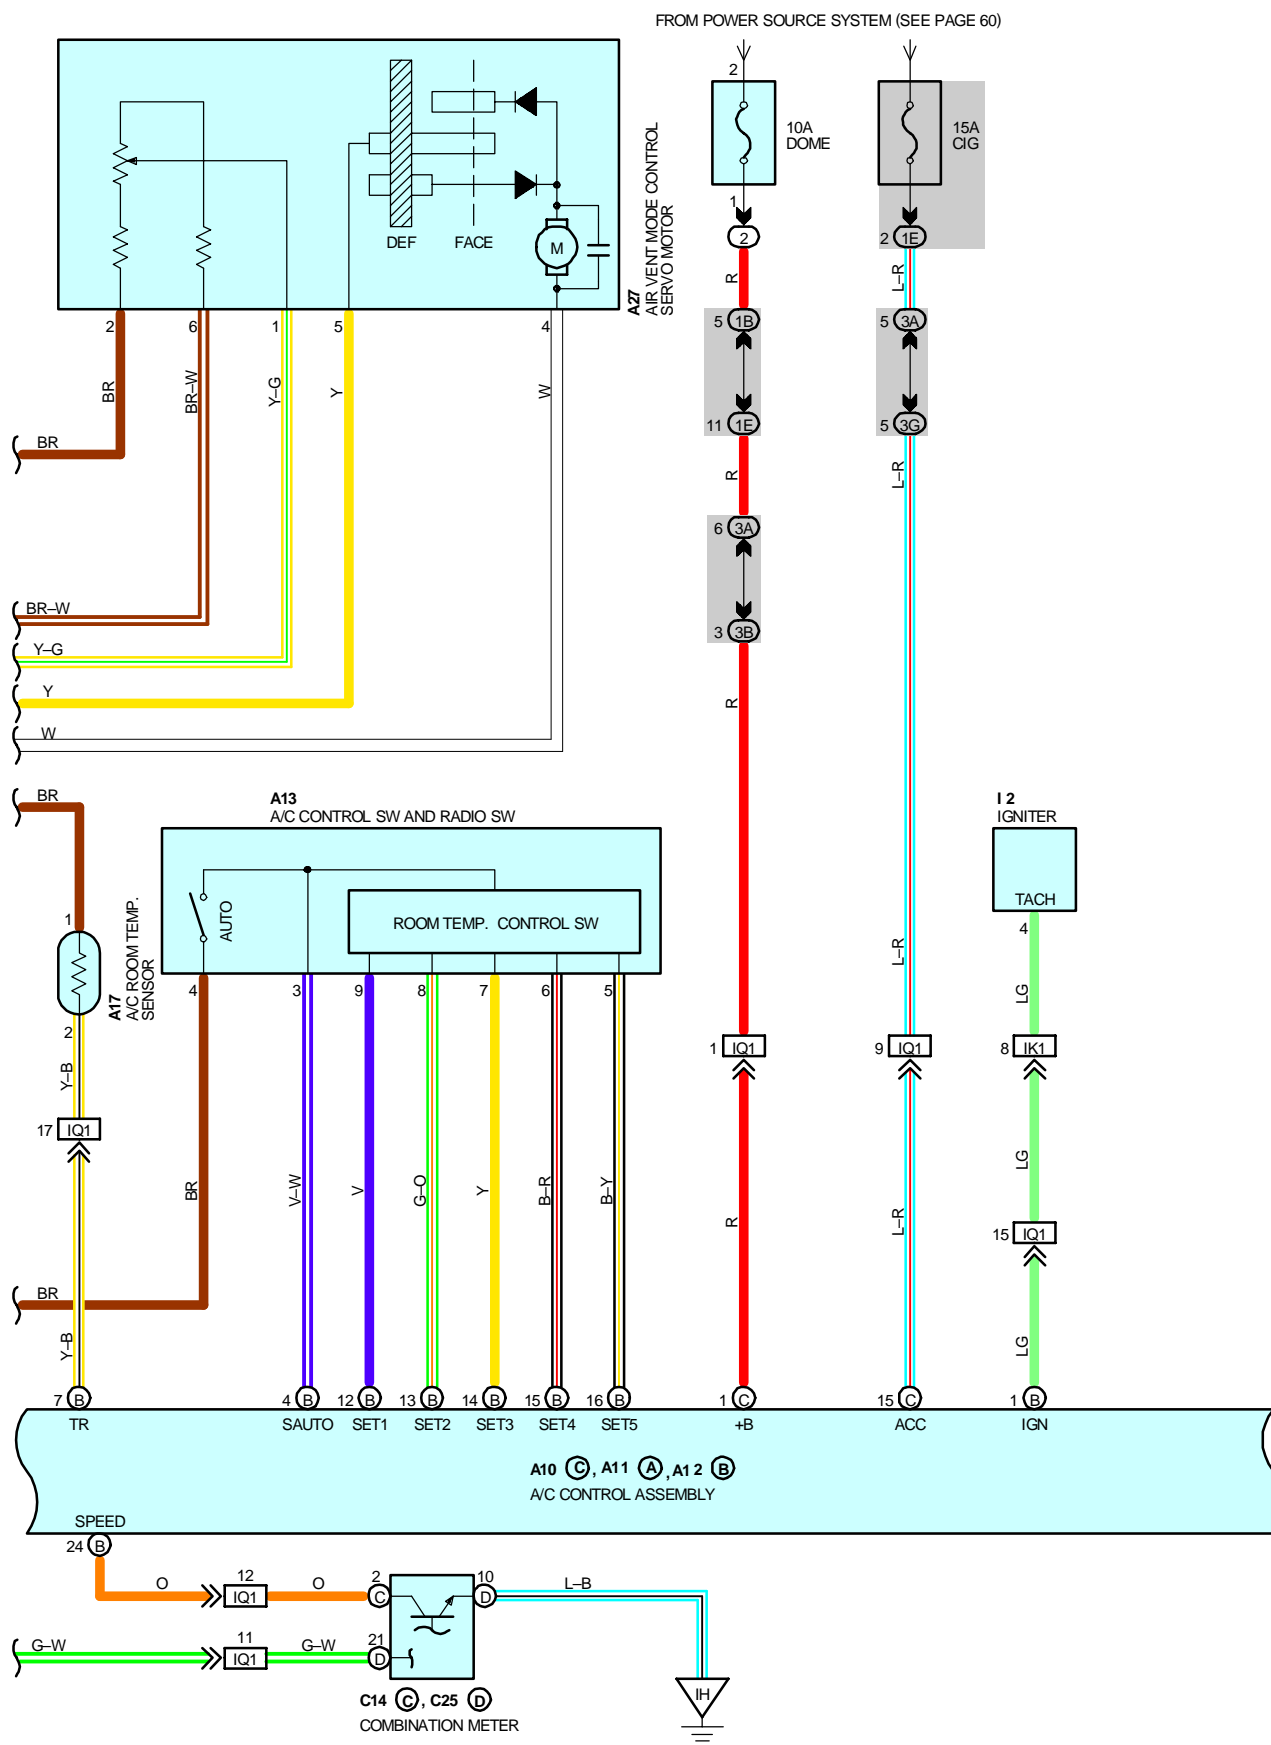 FROM POWER SOURCE SYSTEM (SEE PAGE 60)
2
10A
DOME
15A
CIG
1
2
2 1E
DEF
FACE
M
A27
AIR VENT MODE CONTROL
SERVO MOTOR
R
L–R
2
6
1
5
4
5 1B
5 3A
BR
BR–W
Y–G
Y
W
11 1E
5 3G
BR
R
L–R
6 3A
3 3B
BR–W
Y–G
Y
W
R
BR
A13
A/C CONTROL SW AND RADIO SW
I 2
IGNITER
TACH
4
AUTO
ROOM TEMP. CONTROL SW
1
A17
A/C ROOM TEMP.
SENSOR
2
4
3
9
8
7
6
5
L–R
LG
1 IQ1
9 IQ1
8 IK1
Y–B
17 IQ1
BR
V–W
V
G–O
Y
B–R
B–Y
R
L–R
LG
15 IQ1
BR
Y–B
LG
7 B
4 B
12 B
13 B
14 B
15 B
16 B
1 C
15 C
1 B
TR
SAUTO
SET1
SET2
SET3
SET4
SET5
+B
ACC
IGN
A10 C , A11 A , A1 2 B
A/C CONTROL ASSEMBLY
SPEED
24 B
O
12
IQ1
O
2
C
10
D
L–B
G–W
11
IQ1
G–W
21
D
IH
C14 C , C25 D
COMBINATION METER